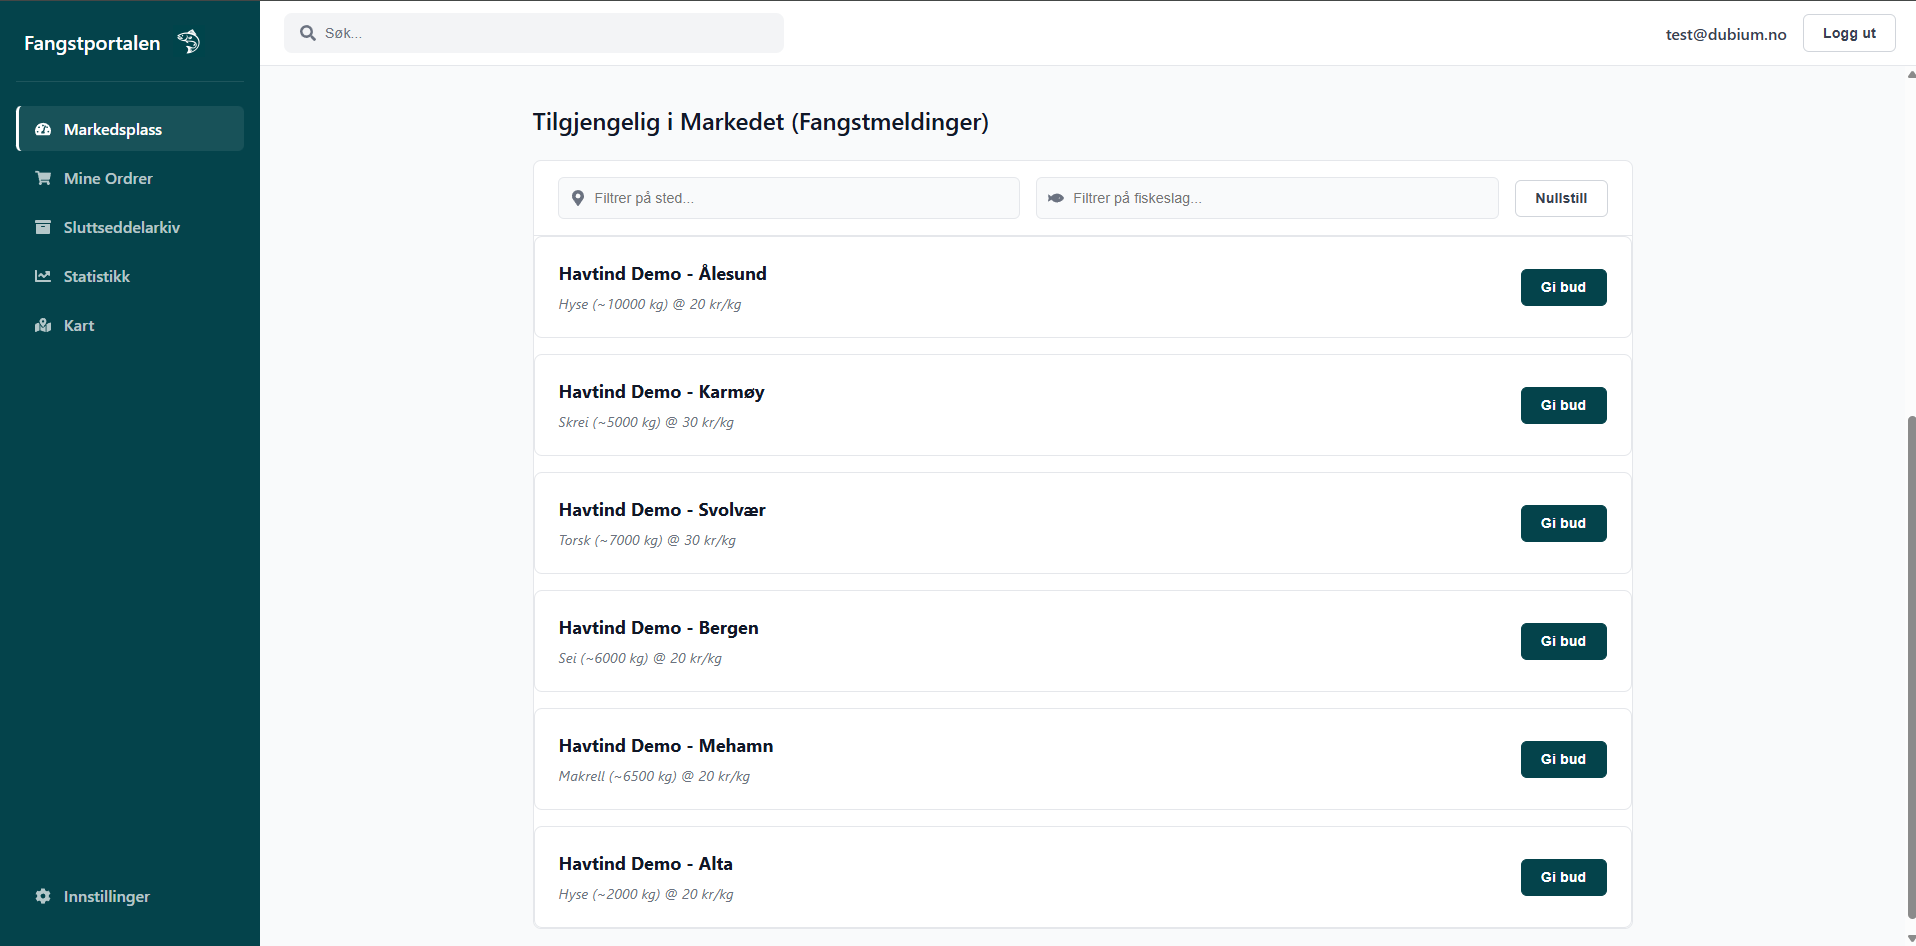 Fangstportalen
Søk...
test@dubium.no
Logg ut
Markedsplass
Mine Ordrer
Sluttseddelarkiv
Statistikk
Kart
Innstillinger
Tilgjengelig i Markedet (Fangstmeldinger)
Filtrer på sted...
Filtrer på fiskeslag...
Nullstill
Havtind Demo - Ålesund
Hyse (~10000 kg) @ 20 kr/kg
Gi bud
Havtind Demo - Karmøy
Skrei (~5000 kg) @ 30 kr/kg
Gi bud
Havtind Demo - Svolvær
Torsk (~7000 kg) @ 30 kr/kg
Gi bud
Havtind Demo - Bergen
Sei (~6000 kg) @ 20 kr/kg
Gi bud
Havtind Demo - Mehamn
Makrell (~6500 kg) @ 20 kr/kg
Gi bud
Havtind Demo - Alta
Hyse (~2000 kg) @ 20 kr/kg
Gi bud